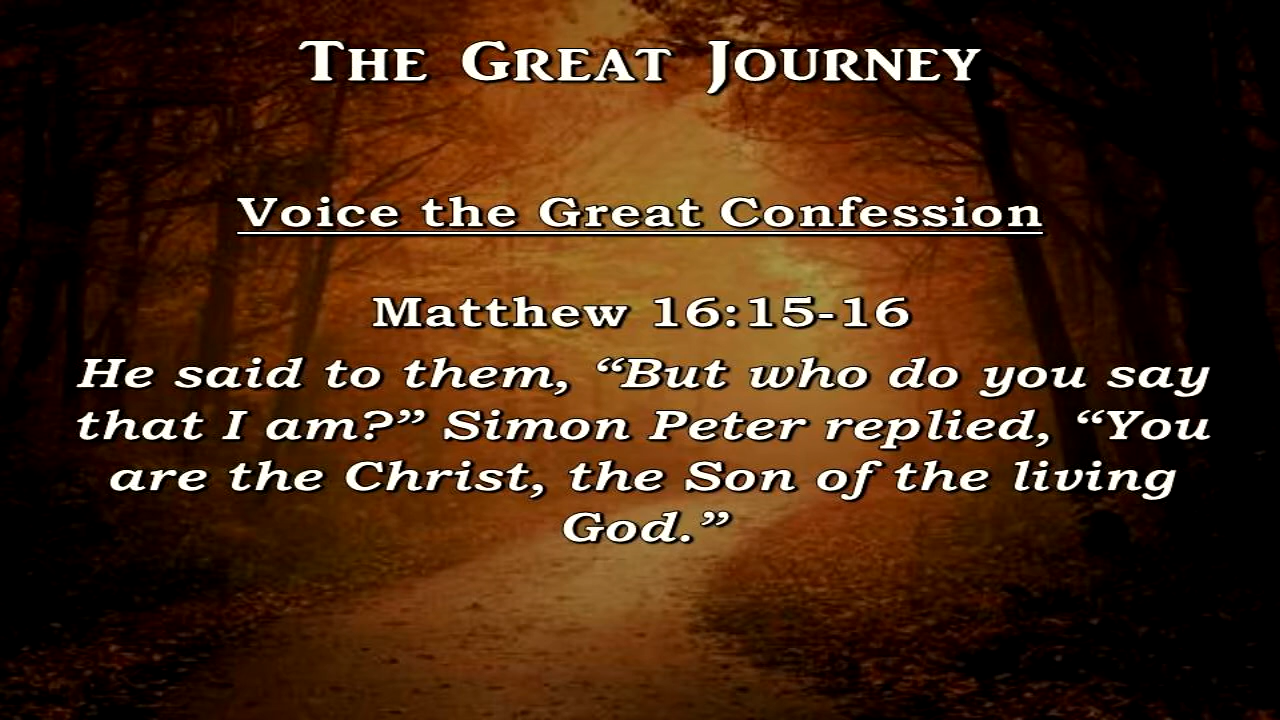 The Great Journey
Voice the Great Confession
Matthew 16:15-16
He said to them, “But who do you say
that I am?” Simon Peter replied, “You
are the Christ, the Son of the living
God.”